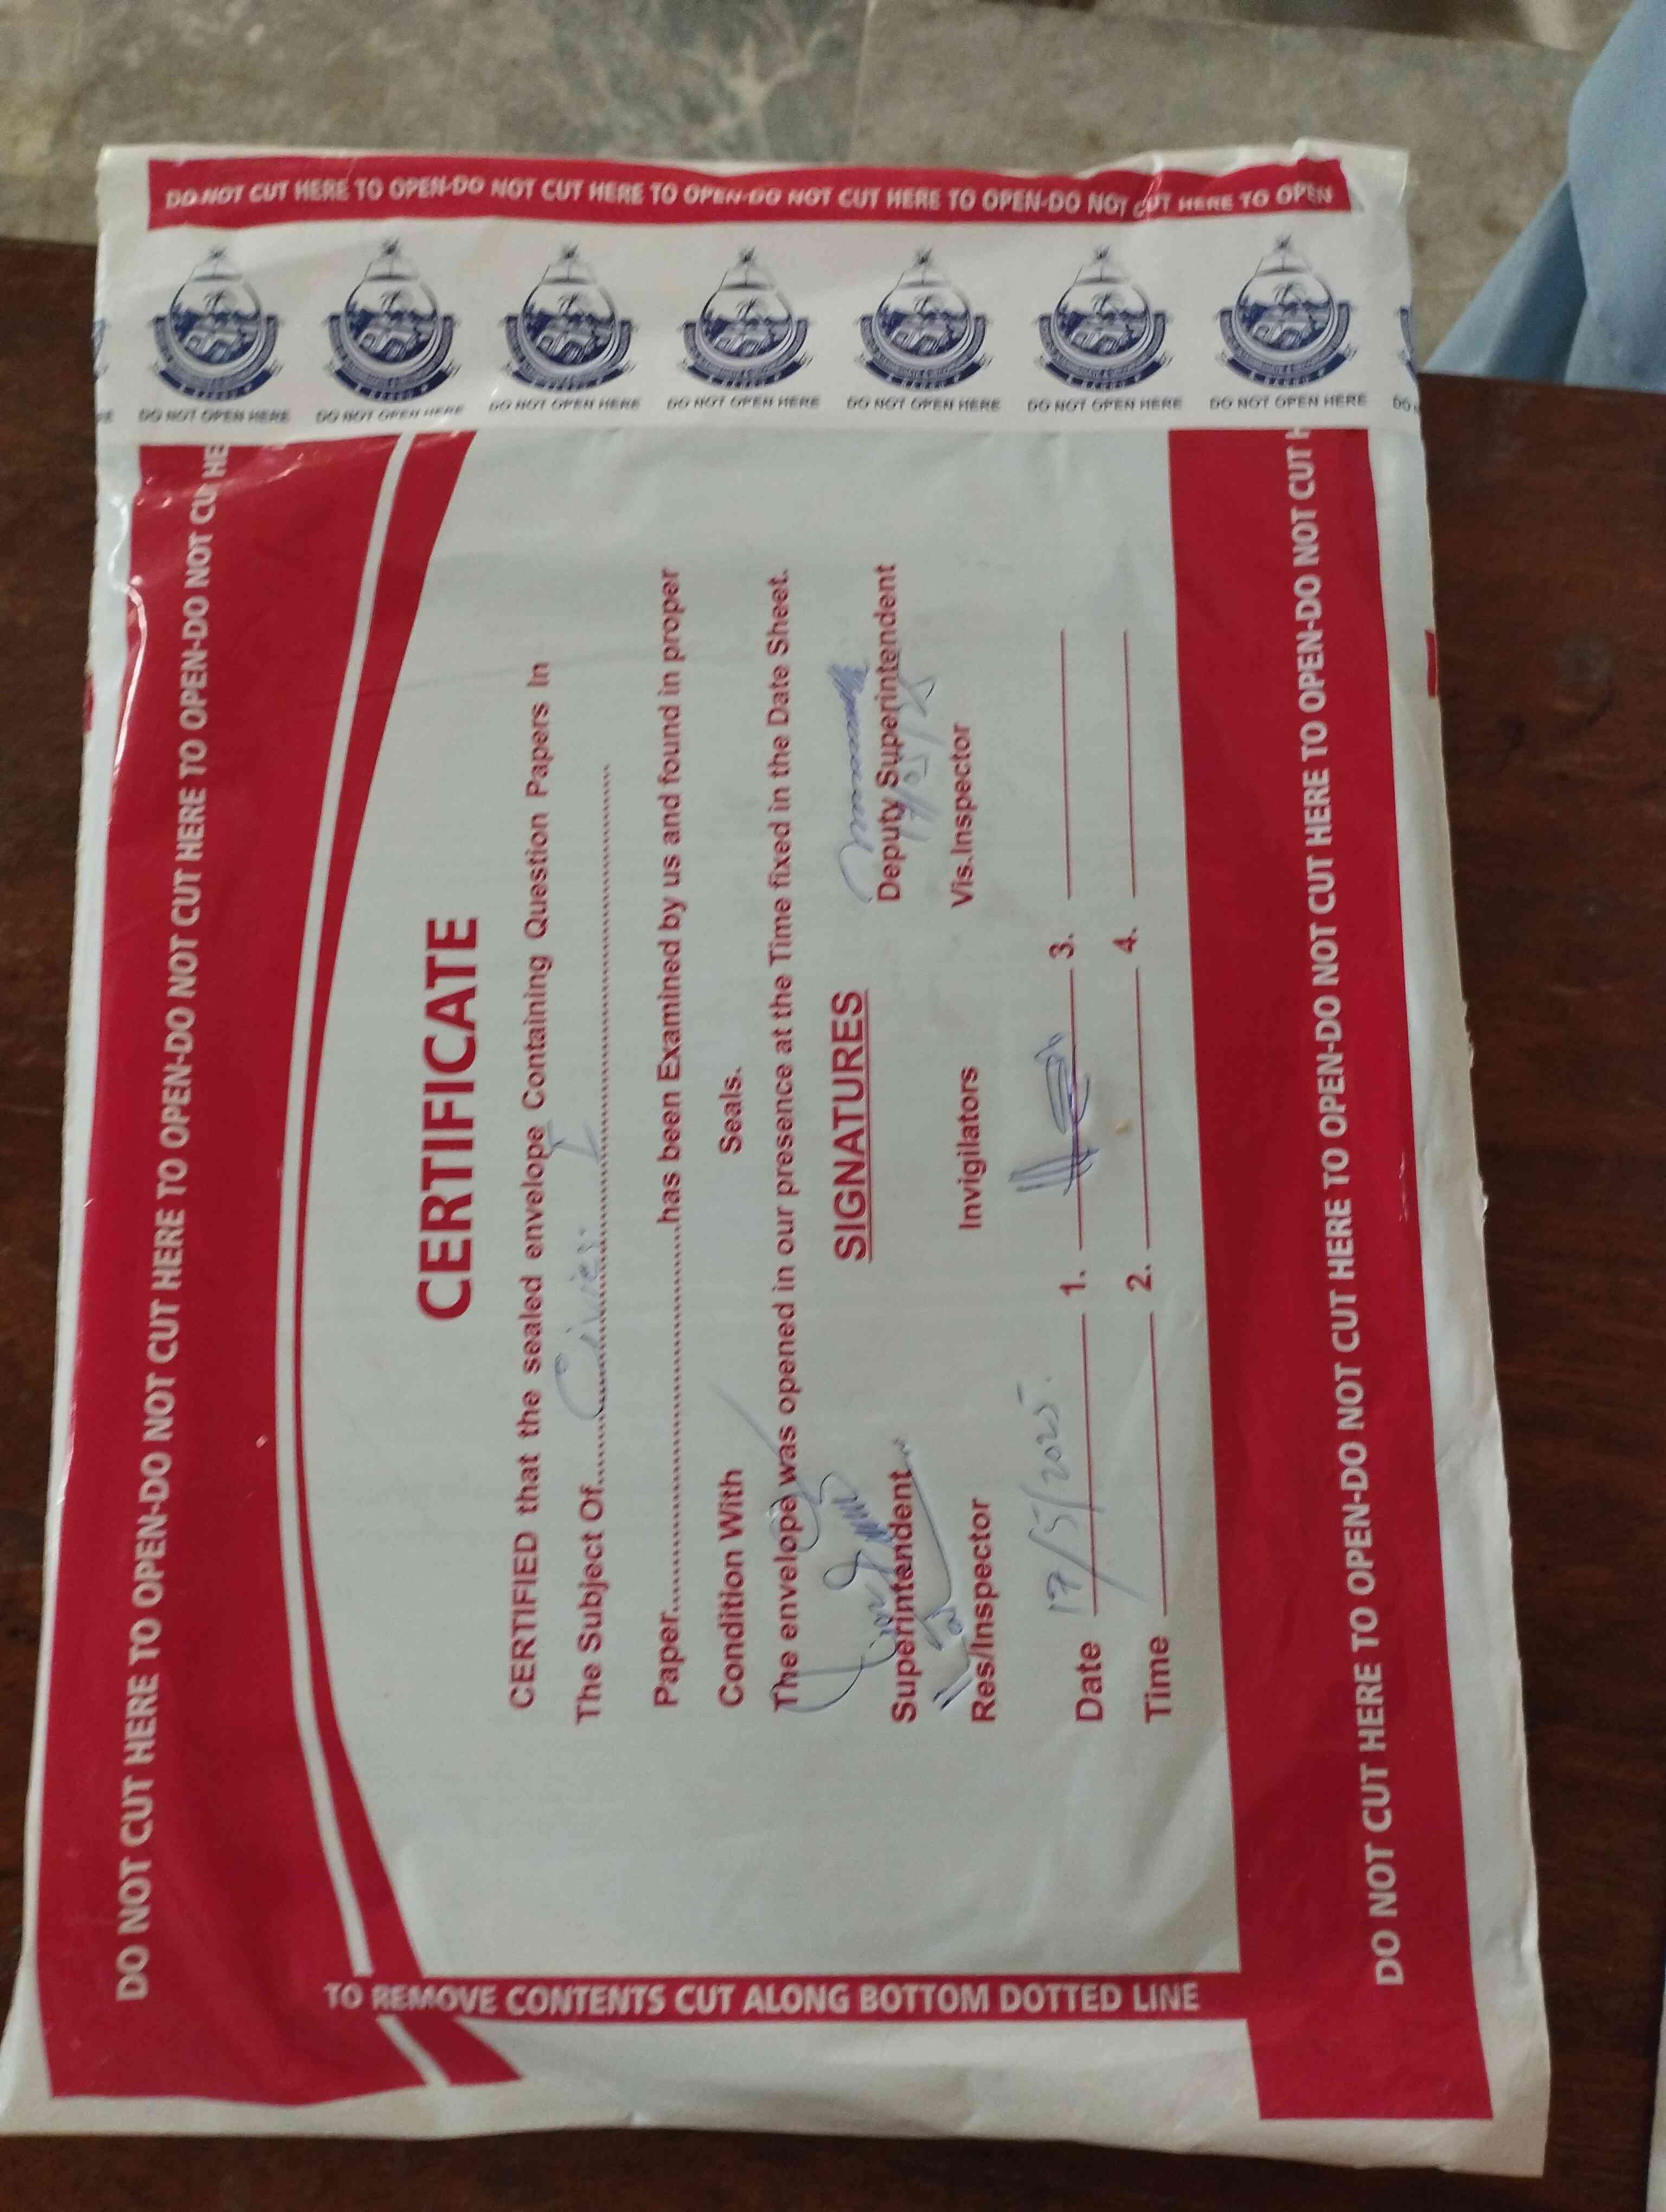 DO NOT CUT HERE TO OPEN-DO NOT CUT HERE TO OPEN-DO NOT CUT HERE TO OPEN-DO NOT CUT HERE TO OPEN
DO NOT OPEN HERE DO NOT OPEN HERE DO NOT OPEN HERE DO NOT OPEN HERE DO NOT OPEN HERE DO NOT OPEN HERE DO NOT OPEN HERE DO
DO NOT CUT HERE TO OPEN-DO NOT CUT HERE TO OPEN-DO NOT CUT HERE TO OPEN-DO NOT CUT HE
CERTIFICATE
CERTIFIED that the sealed envelope Containing Question Papers In
The Subject Of..........Civics I..........
Paper..........has been Examined by us and found in proper
Condition With Seals.
The envelope was opened in our presence at the Time fixed in the Date Sheet.
SIGNATURES
Superintendent Deputy Superintendent
17/05/25
Res/Inspector Invigilators Vis.Inspector
Date 17/5/2025. 1. 3.
Time 2. 4.
DO NOT CUT HERE TO OPEN-DO NOT CUT HERE TO OPEN-DO NOT CUT HERE TO OPEN-DO NOT CUT H
TO REMOVE CONTENTS CUT ALONG BOTTOM DOTTED LINE